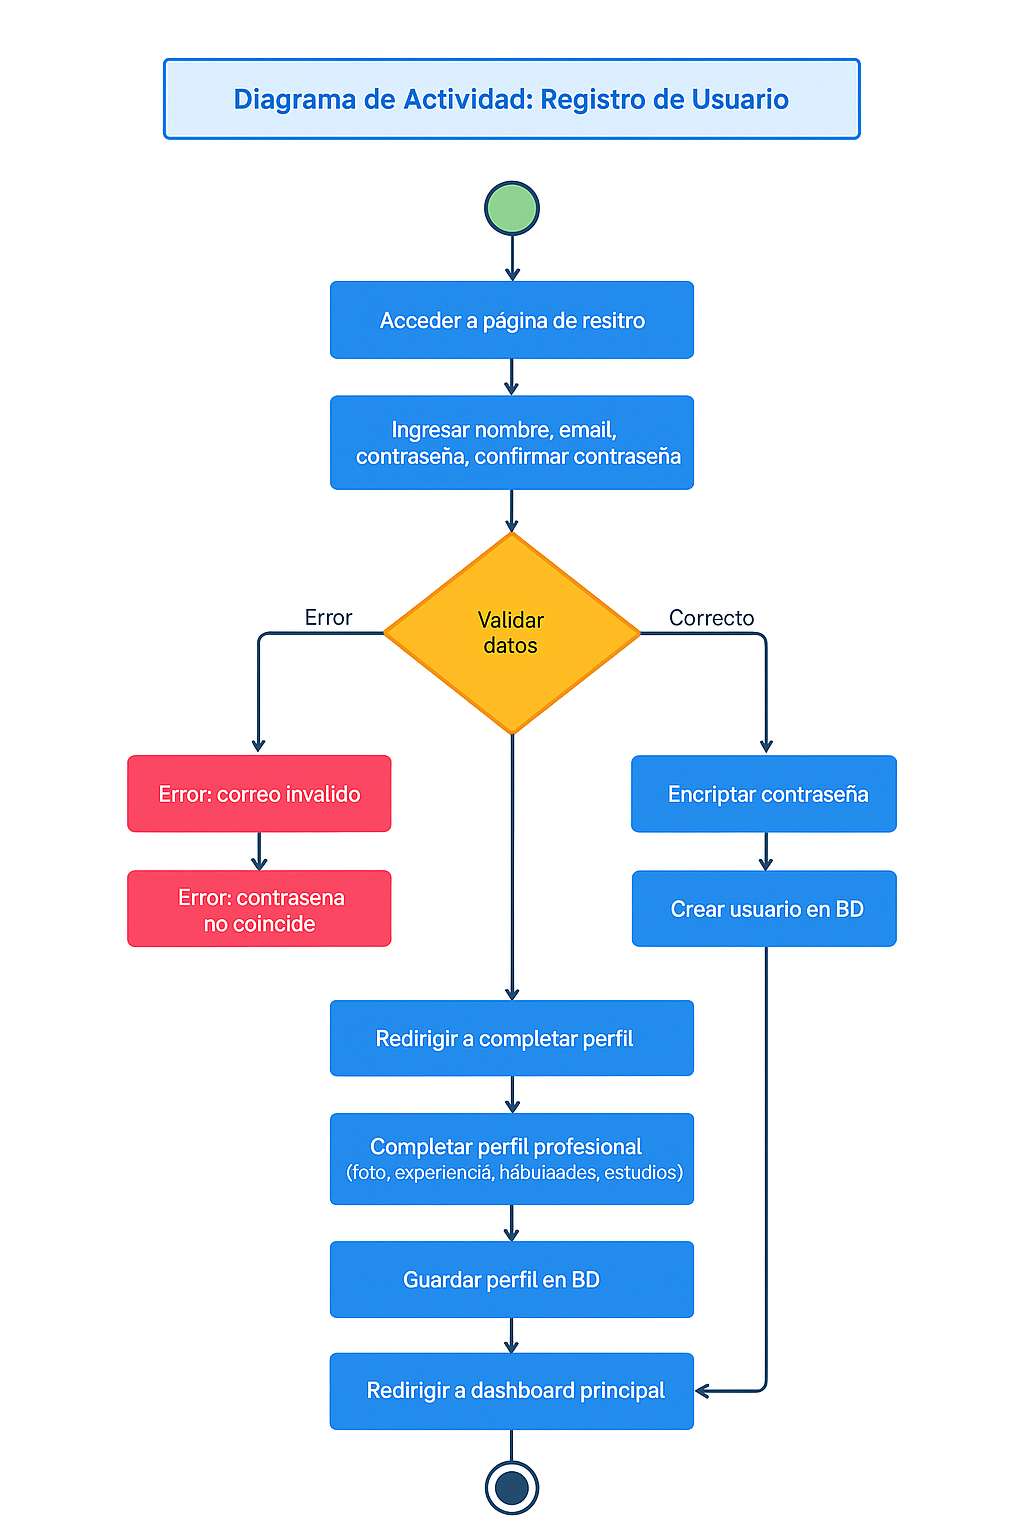 Diagrama de Actividad: Registro de Usuario
Acceder a página de resitro
Ingresar nombre, email,
contraseña, confirmar contraseña
Validar
datos
Error
Correcto
Error: correo invalido
Encriptar contraseña
Error: contrasena
no coincide
Crear usuario en BD
Redirigir a completar perfil
Completar perfil profesional
(foto, experienciá, hábuiaades, estudios)
Guardar perfil en BD
Redirigir a dashboard principal